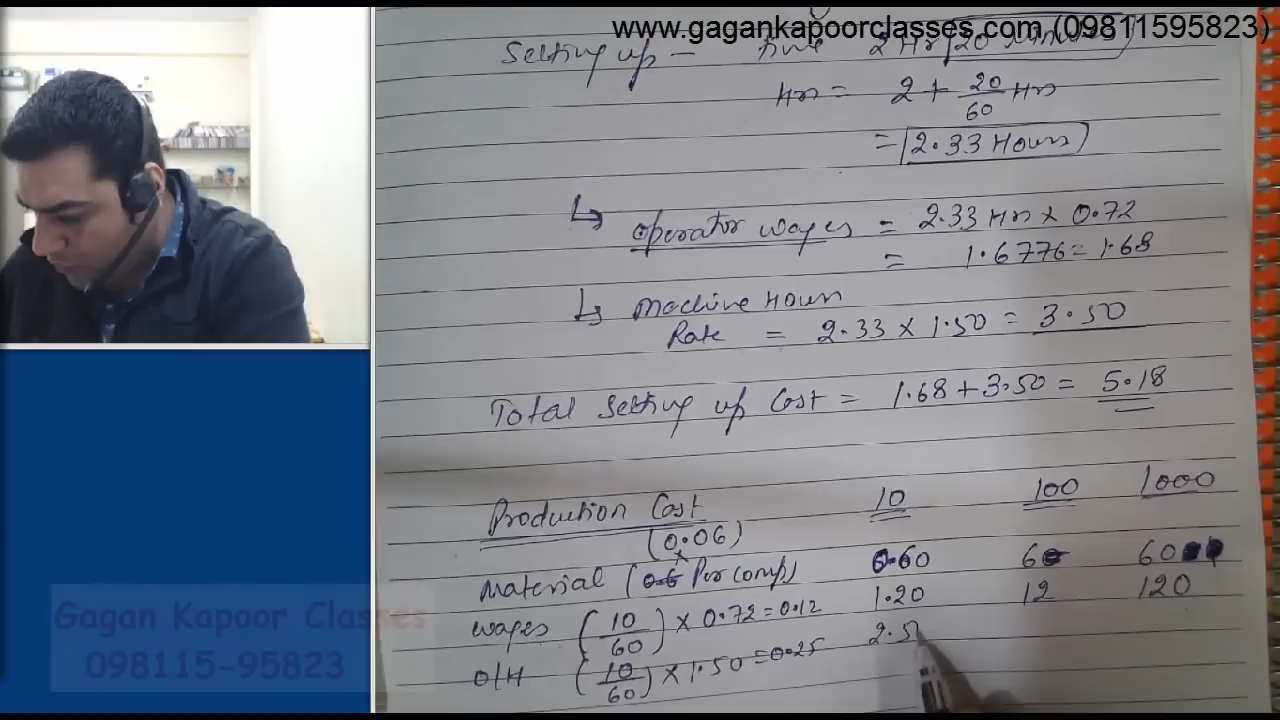 www.gagankapoorclasses.com (09811595823)
Setting up - time 2 Hr 20 minutes)
Hrs = 2 + 20/60 Hrs
= 2.33 Hours
↳ operator wages = 2.33 Hrs x 0.72
= 1.6776 = 1.68
↳ Machine Hours
Rate = 2.33 x 1.50 = 3.50
Total Setting up Cost = 1.68 + 3.50 = 5.18
Production Cost 10 100 1000
(0.06)
Material ( Per Comp) 0.60 6 60
wages (10/60) x 0.72 = 0.12 1.20 12 120
O/H (10/60) x 1.50 = 0.25 2.5
Gagan Kapoor Classes
098115-95823